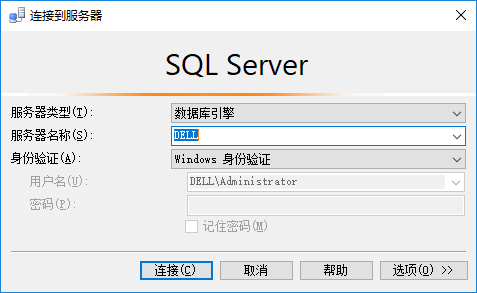 连接到服务器
SQL Server
服务器类型(T): 数据库引擎
服务器名称(S): DELL
身份验证(A): Windows 身份验证
用户名(U): DELL\Administrator
密码(P):
记住密码(M)
连接(C) 取消 帮助 选项(O) >>